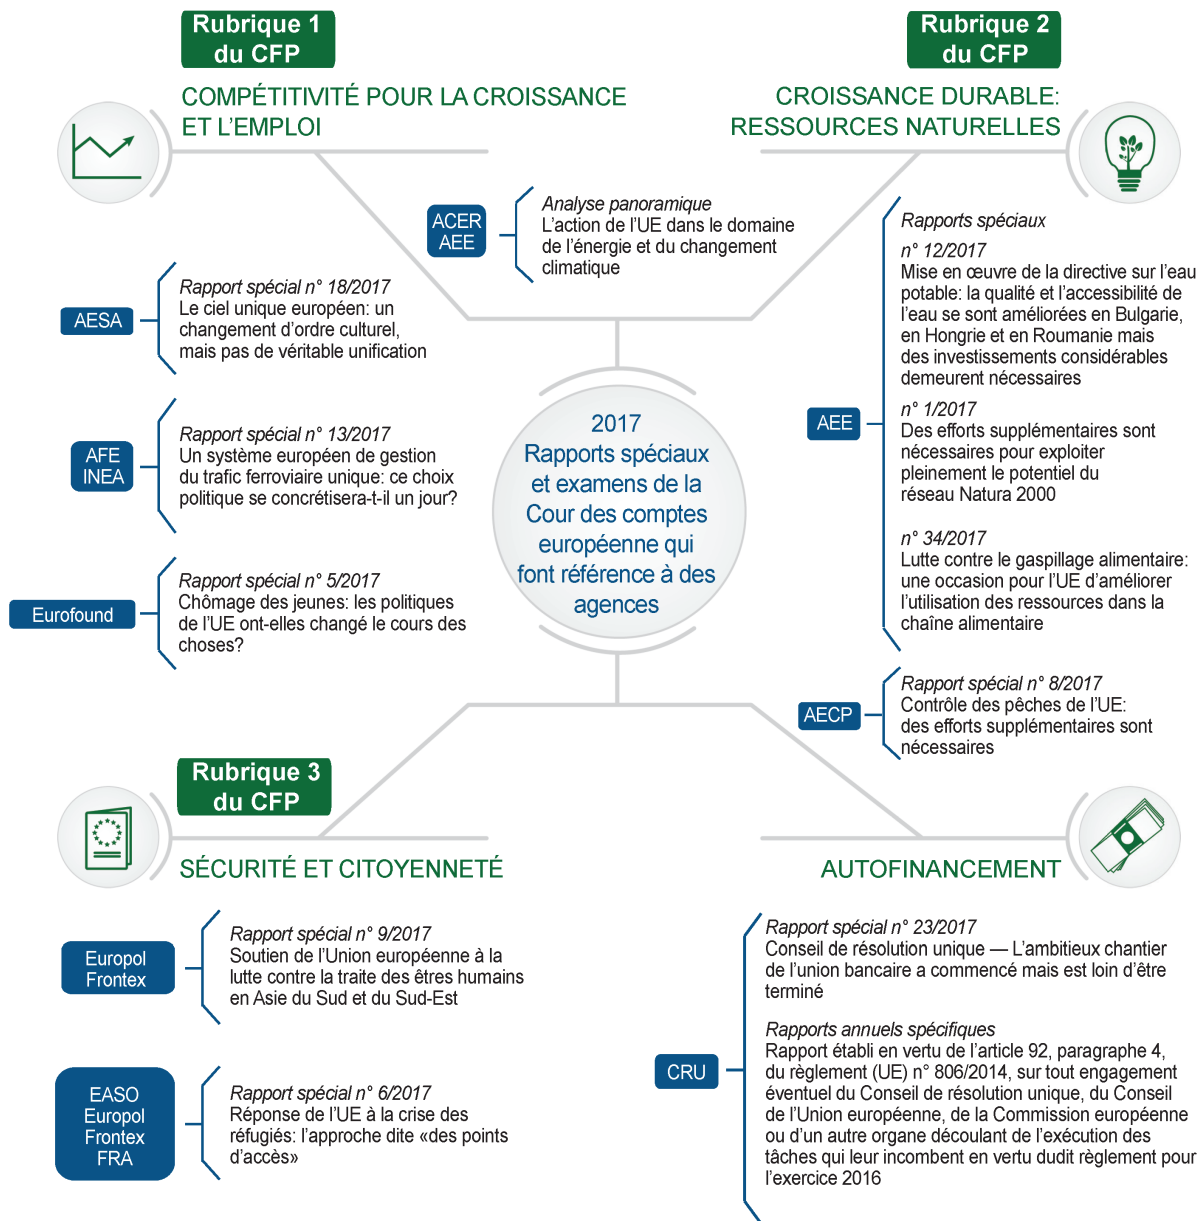 Rubrique 1
du CFP
COMPÉTITIVITÉ POUR LA CROISSANCE
ET L'EMPLOI
Rubrique 2
du CFP
CROISSANCE DURABLE:
RESSOURCES NATURELLES
ACER
AEE
Analyse panoramique
L'action de l'UE dans le domaine
de l'énergie et du changement
climatique
AESA
Rapport spécial n° 18/2017
Le ciel unique européen: un
changement d'ordre culturel,
mais pas de véritable unification
AFE
INEA
Rapport spécial n° 13/2017
Un système européen de gestion
du trafic ferroviaire unique: ce choix
politique se concrétisera-t-il un jour?
Eurofound
Rapport spécial n° 5/2017
Chômage des jeunes: les politiques
de l'UE ont-elles changé le cours des
choses?
2017
Rapports spéciaux
et examens de la
Cour des comptes
européenne qui
font référence à des
agences
AEE
Rapports spéciaux
n° 12/2017
Mise en œuvre de la directive sur l'eau
potable: la qualité et l'accessibilité de
l'eau se sont améliorées en Bulgarie,
en Hongrie et en Roumanie mais
des investissements considérables
demeurent nécessaires
n° 1/2017
Des efforts supplémentaires sont
nécessaires pour exploiter
pleinement le potentiel du
réseau Natura 2000
n° 34/2017
Lutte contre le gaspillage alimentaire:
une occasion pour l'UE d'améliorer
l'utilisation des ressources dans la
chaîne alimentaire
AECP
Rapport spécial n° 8/2017
Contrôle des pêches de l'UE:
des efforts supplémentaires sont
nécessaires
Rubrique 3
du CFP
SÉCURITÉ ET CITOYENNETÉ
Europol
Frontex
Rapport spécial n° 9/2017
Soutien de l'Union européenne à la
lutte contre la traite des êtres humains
en Asie du Sud et du Sud-Est
EASO
Europol
Frontex
FRA
Rapport spécial n° 6/2017
Réponse de l'UE à la crise des
réfugiés: l'approche dite «des points
d'accès»
AUTOFINANCEMENT
CRU
Rapport spécial n° 23/2017
Conseil de résolution unique — L'ambitieux chantier
de l'union bancaire a commencé mais est loin d'être
terminé
Rapports annuels spécifiques
Rapport établi en vertu de l'article 92, paragraphe 4,
du règlement (UE) n° 806/2014, sur tout engagement
éventuel du Conseil de résolution unique, du Conseil
de l'Union européenne, de la Commission européenne
ou d'un autre organe découlant de l'exécution des
tâches qui leur incombent en vertu dudit règlement pour
l'exercice 2016